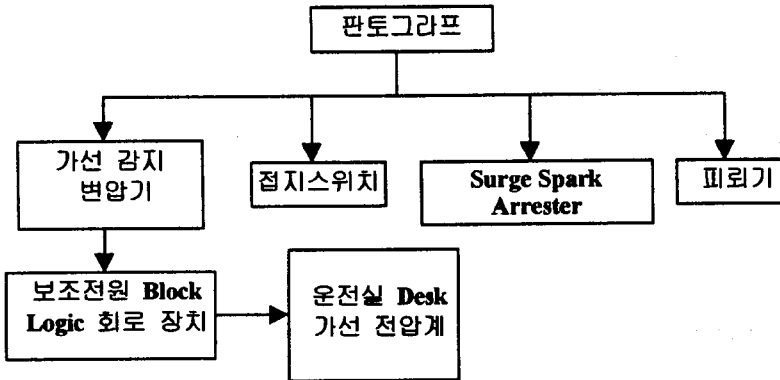 판토그라프
가선 감지
변압기
접지스위치
Surge Spark
Arrester
피뢰기
보조전원 Block
Logic 회로 장치
운전실 Desk
가선 전압계